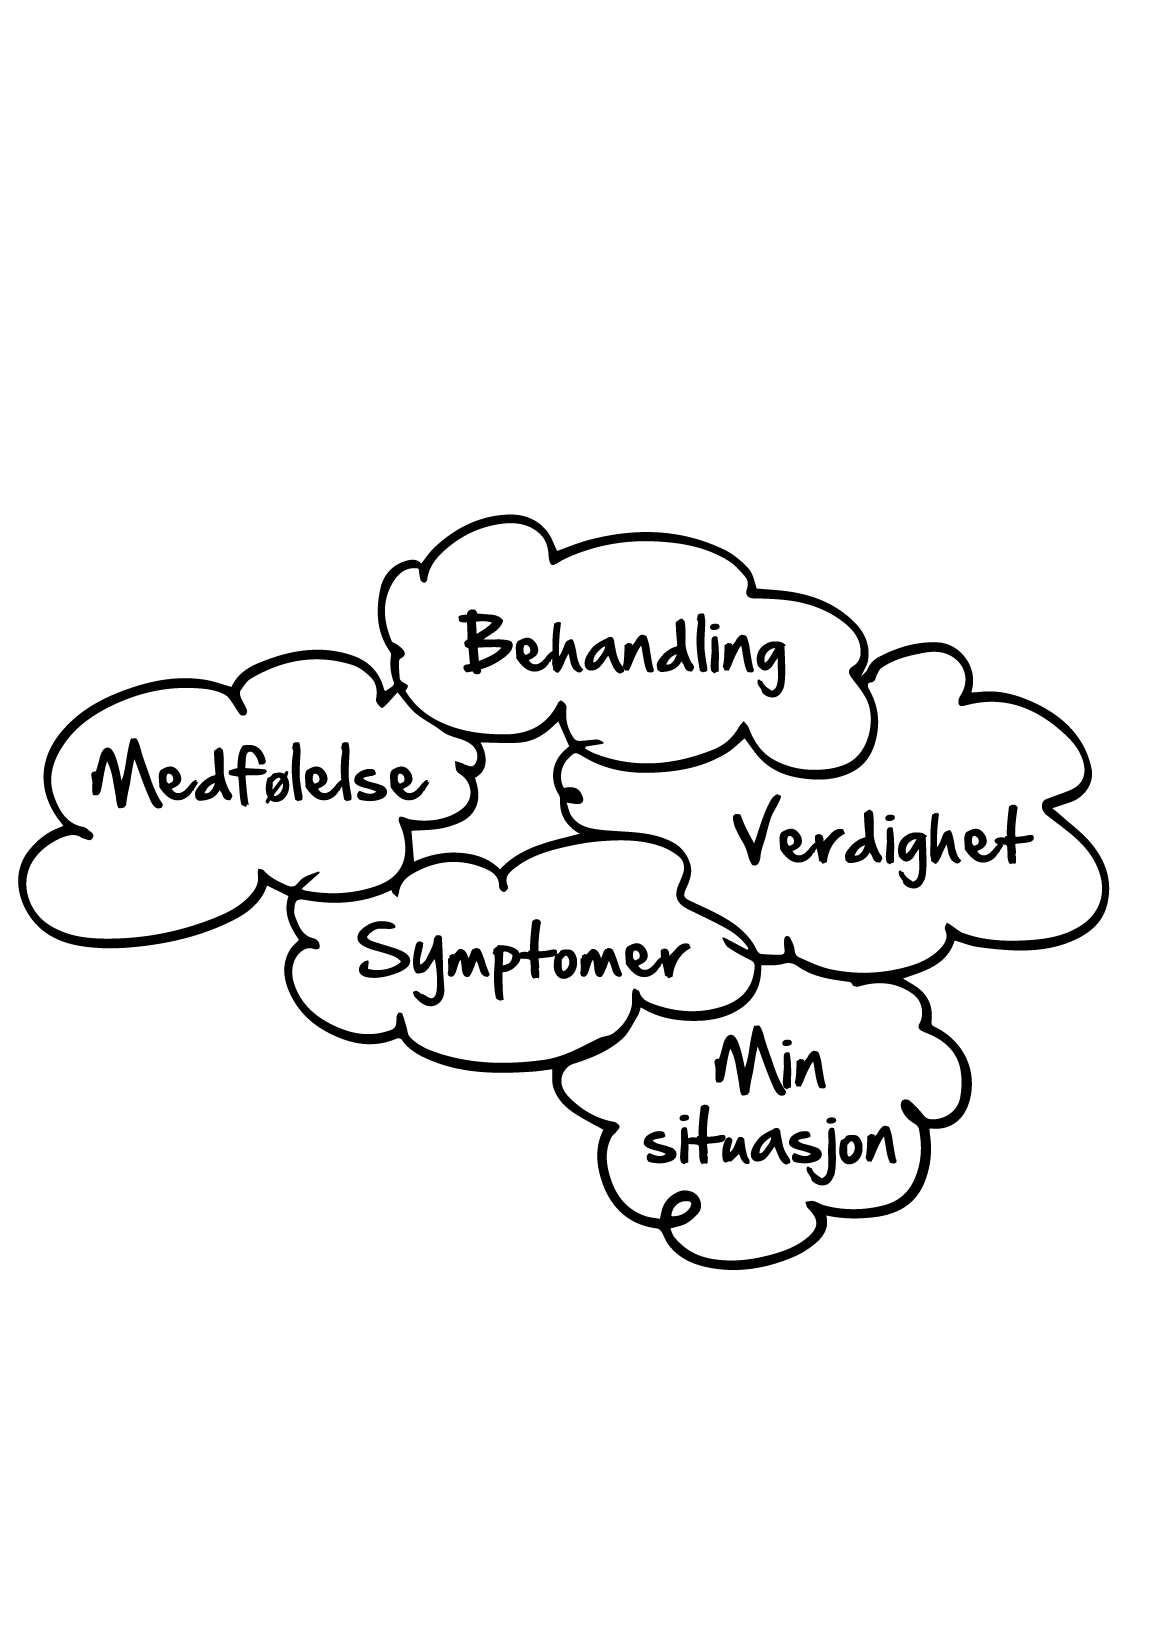 Behandling
Medfølelse
Verdighet
Symptomer
Min
situasjon